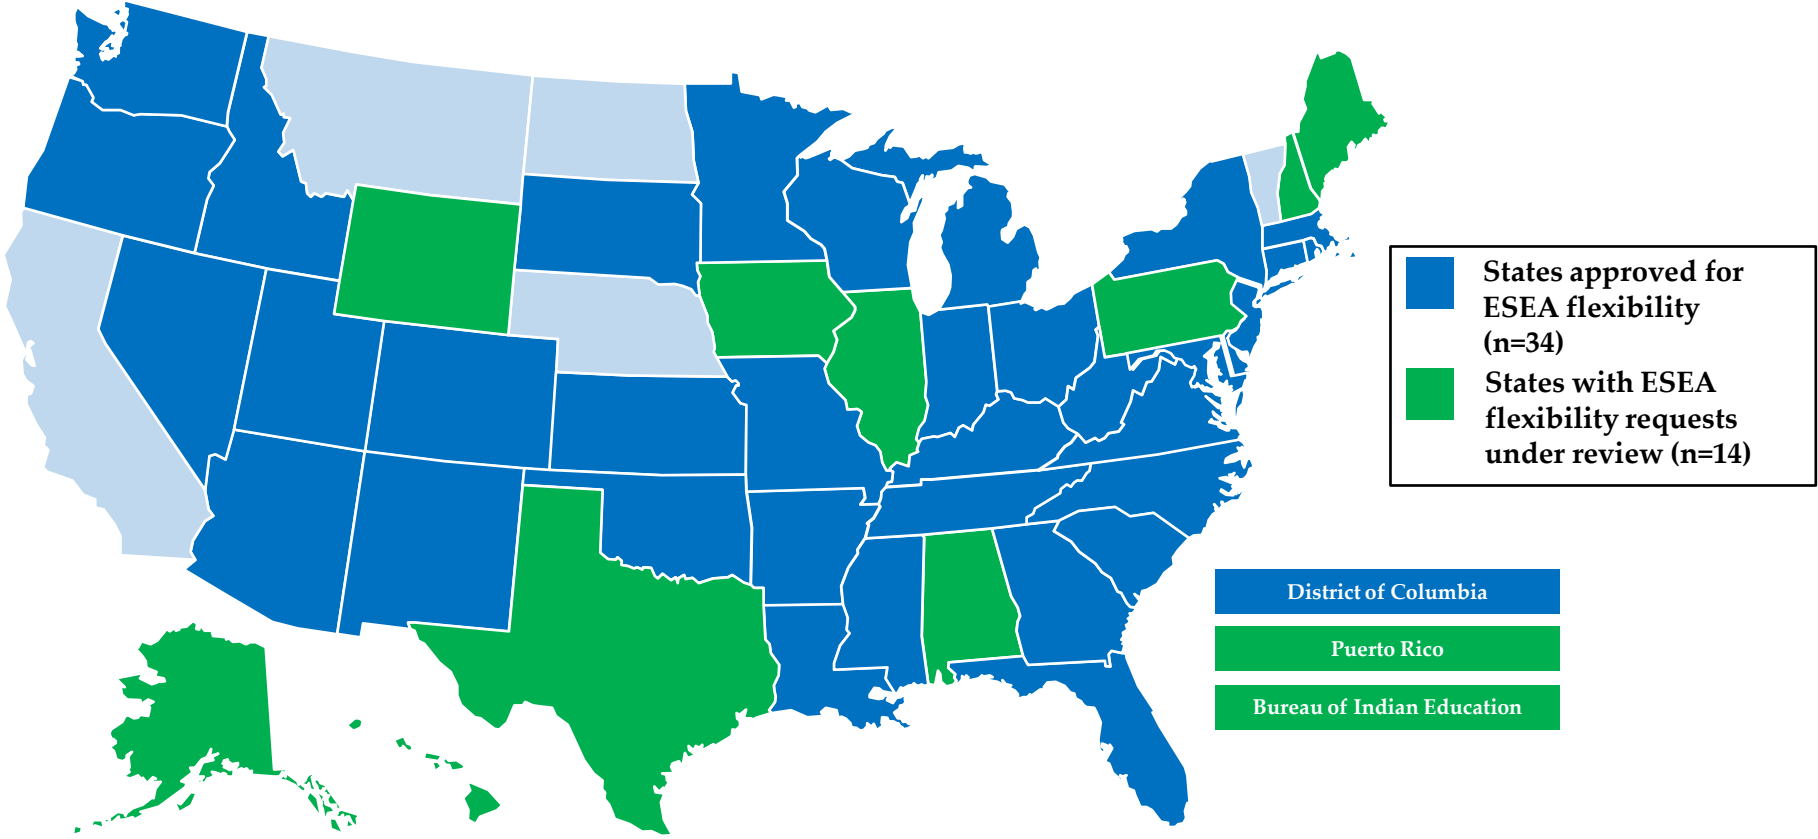 States approved for
ESEA flexibility
(n=34)
States with ESEA
flexibility requests
under review (n=14)
District of Columbia
Puerto Rico
Bureau of Indian Education